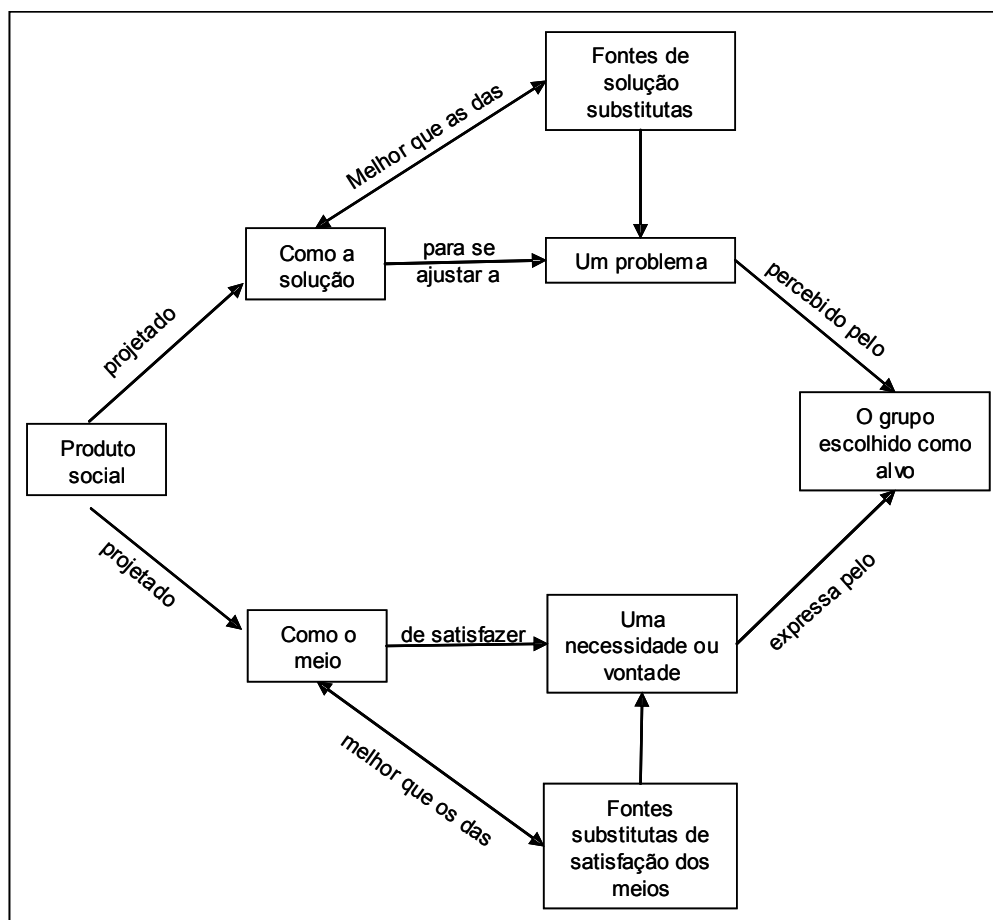 Fontes de
solução
substitutas
Melhor que as das
Como a
solução
para se
ajustar a
Um problema
percebido pelo
projetado
O grupo
escolhido como
alvo
Produto
social
projetado
Como o
meio
de satisfazer
Uma
necessidade ou
vontade
expressa pelo
melhor que os das
Fontes
substitutas de
satisfação dos
meios